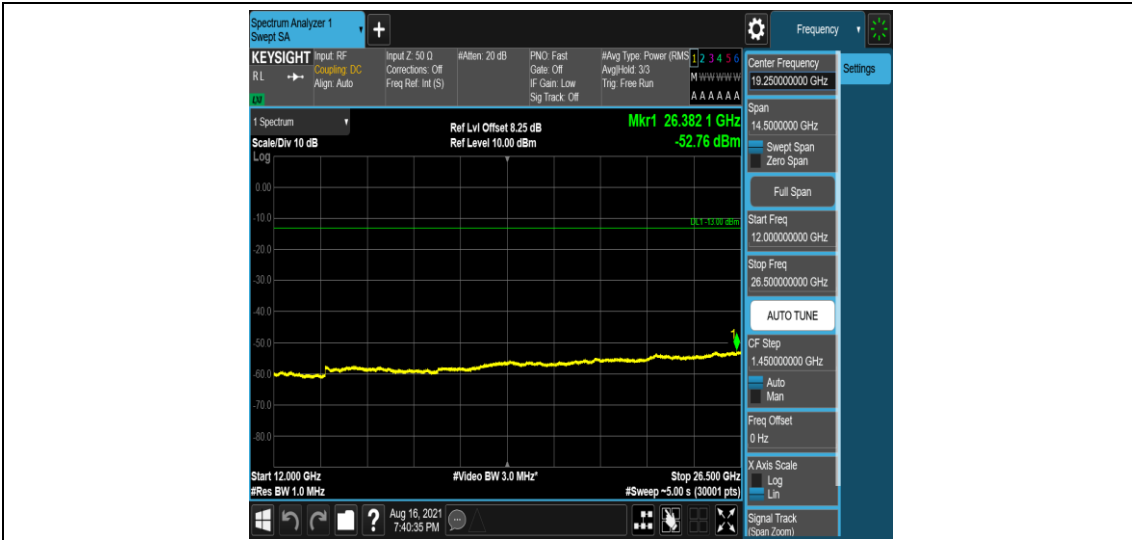 Spectrum Analyzer 1
Swept SA
+
Frequency
KEYSIGHT
RL
LXI
Input: RF
Coupling: DC
Align: Auto
Input Z: 50 Ω
Corrections: Off
Freq Ref: Int (S)
#Atten: 20 dB
PNO: Fast
Gate: Off
IF Gain: Low
Sig Track: Off
#Avg Type: Power (RMS
Avg|Hold: 3/3
Trig: Free Run
1 2 3 4 5 6
M W W W W W
A A A A A A
1 Spectrum
Scale/Div 10 dB
Log
Ref Lvl Offset 8.25 dB
Ref Level 10.00 dBm
Mkr1 26.382 1 GHz
-52.76 dBm
0.00
-10.0
DL1 -13.00 dBm
-20.0
-30.0
-40.0
1
-50.0
-60.0
-70.0
-80.0
Start 12.000 GHz
#Video BW 3.0 MHz*
Stop 26.500 GHz
#Res BW 1.0 MHz
#Sweep ~5.00 s (30001 pts)
?
Aug 16, 2021
7:40:35 PM
Center Frequency
19.250000000 GHz
Settings
Span
14.5000000 GHz
Swept Span
Zero Span
Full Span
Start Freq
12.000000000 GHz
Stop Freq
26.500000000 GHz
AUTO TUNE
CF Step
1.450000000 GHz
Auto
Man
Freq Offset
0 Hz
X Axis Scale
Log
Lin
Signal Track
(Span Zoom)